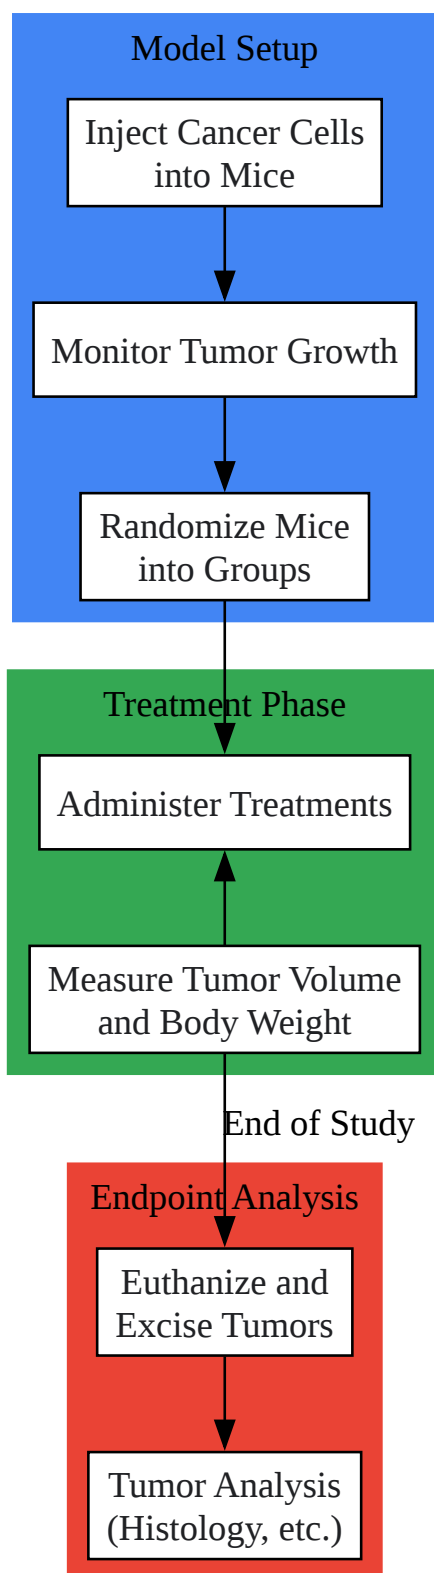 Model Setup
Inject Cancer Cells
into Mice
Monitor Tumor Growth
Randomize Mice
into Groups
Treatment Phase
Administer Treatments
Measure Tumor Volume
and Body Weight
End of Study
Endpoint Analysis
Euthanize and
Excise Tumors
Tumor Analysis
(Histology, etc.)